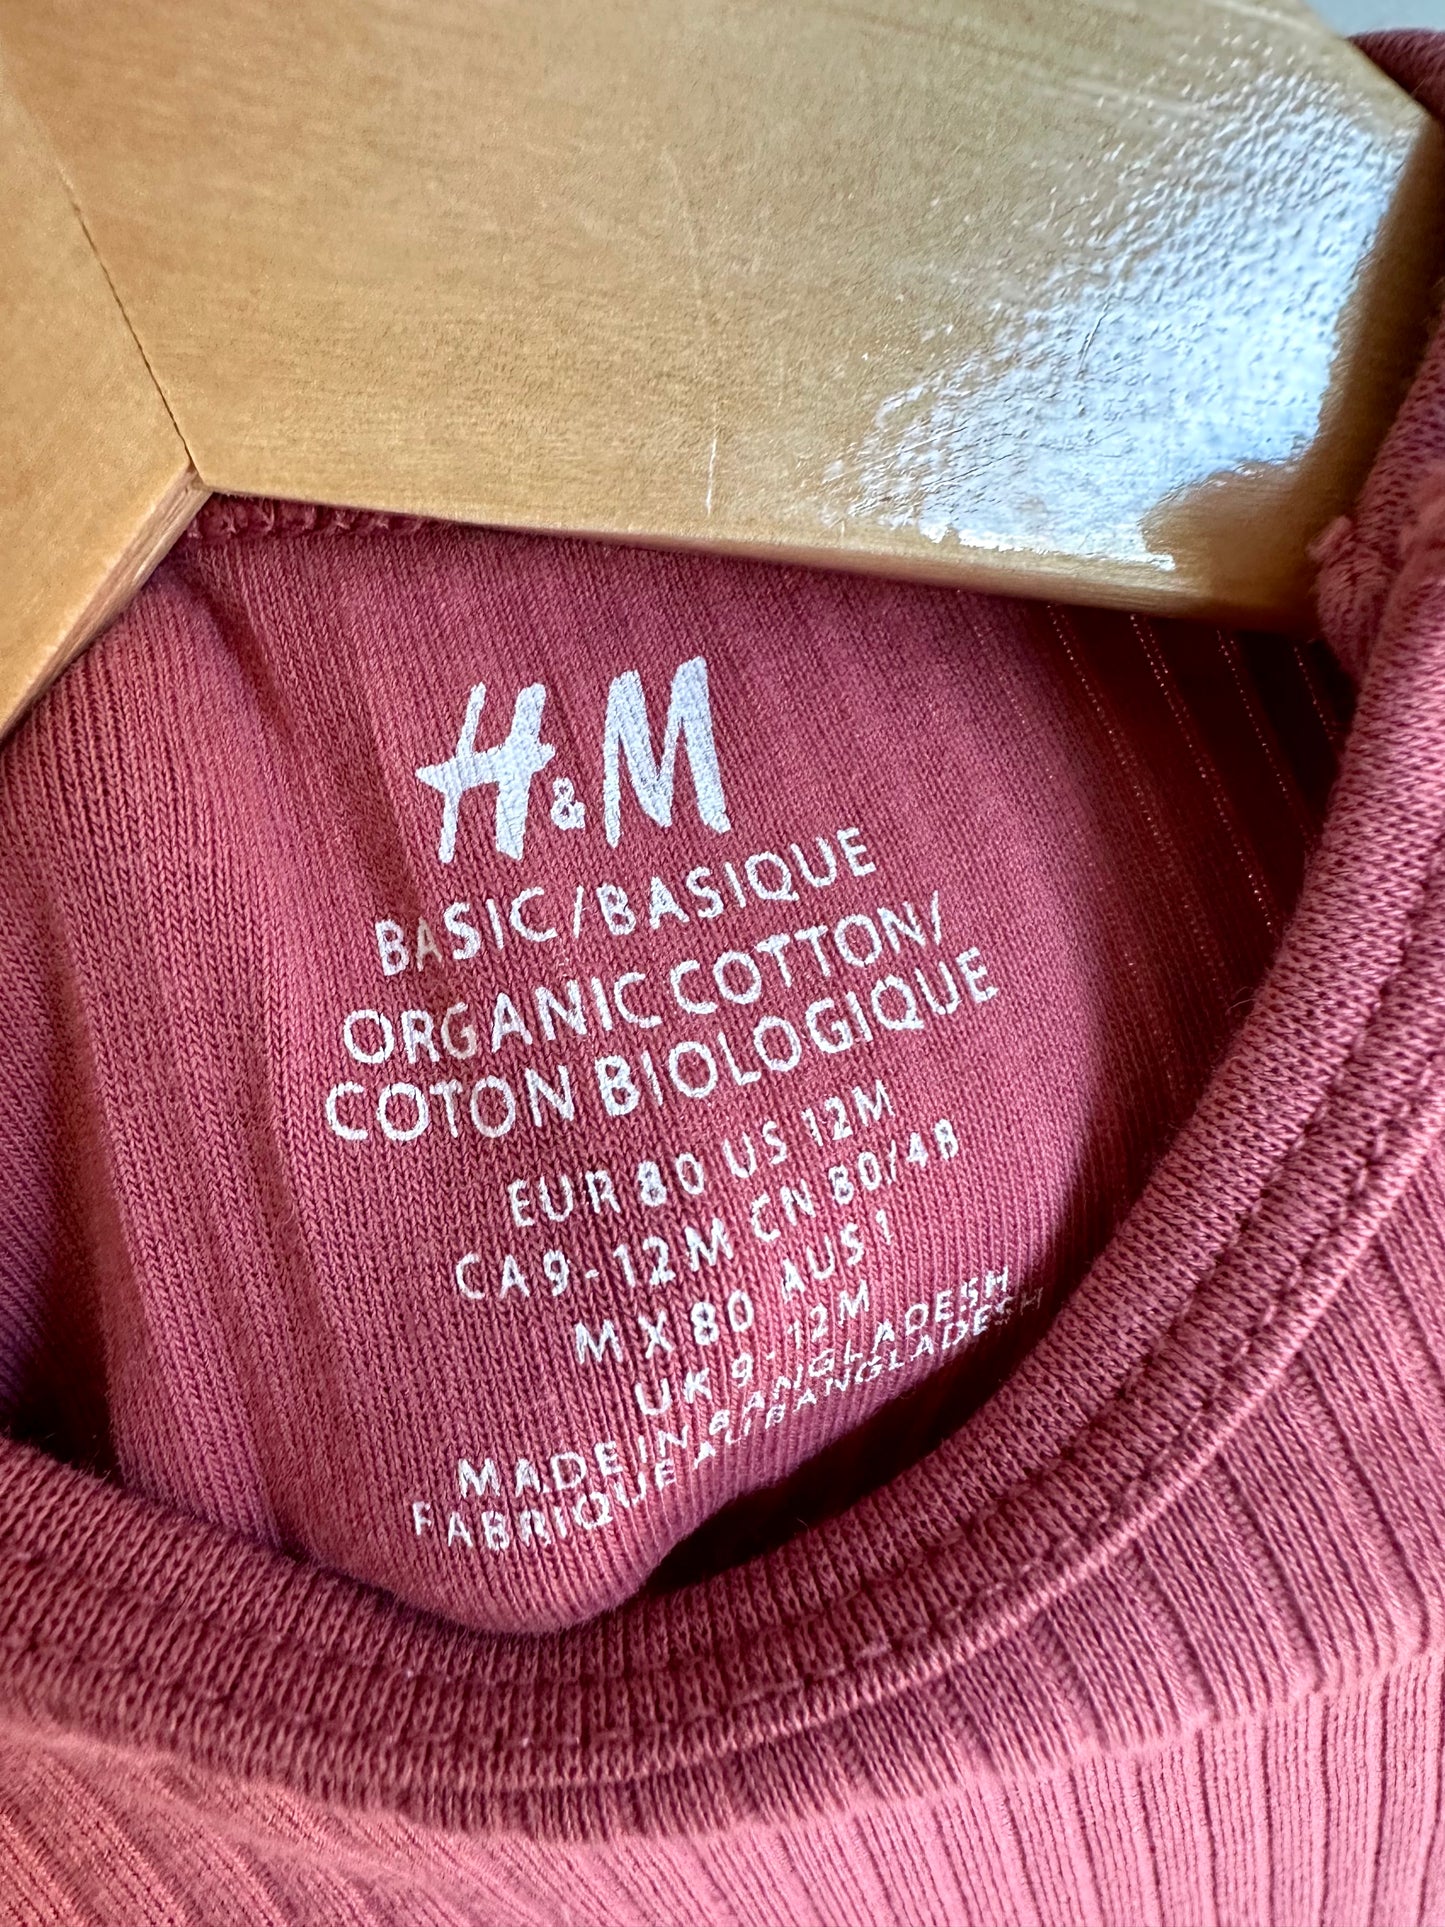 H&M
BASIC/BASIQUE
ORGANIC COTTON/
COTON BIOLOGIQUE
EUR 80 US 12M
CA 9-12M CN 80/48
MX 80 AUS 1
UK 9-12M
MADE IN BANGLADESH
FABRIQUÉ AU BANGLADESH